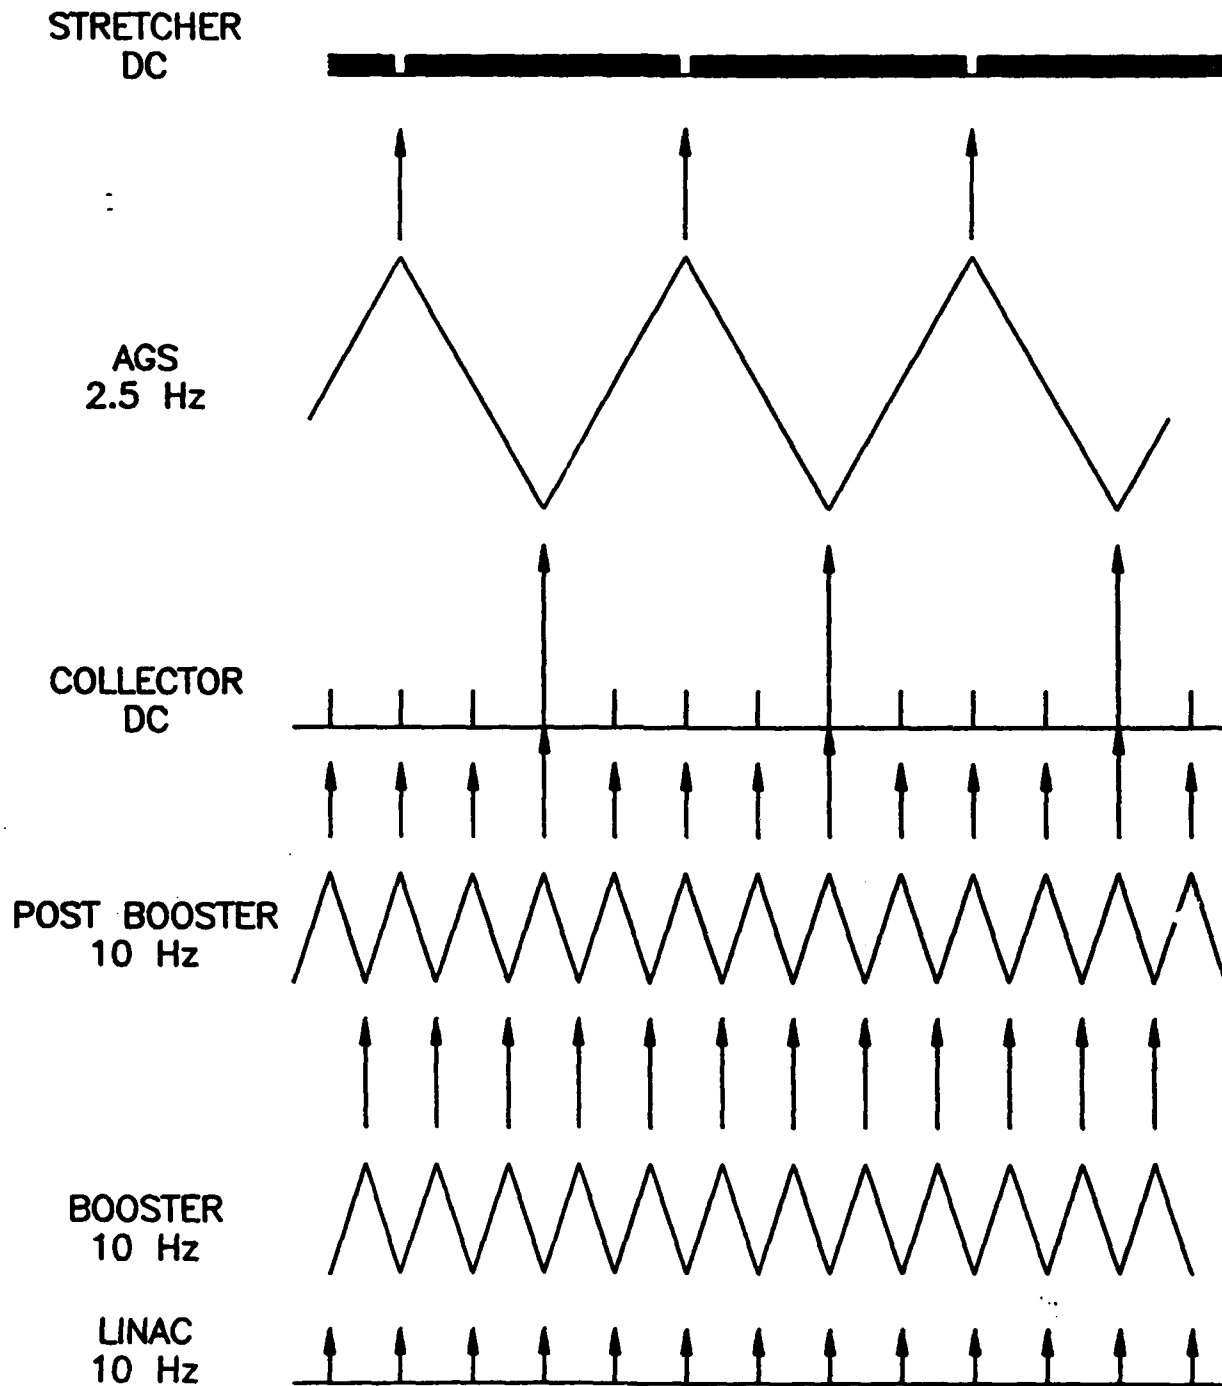 STRETCHER
DC
AGS
2.5 Hz
COLLECTOR
DC
POST BOOSTER
10 Hz
BOOSTER
10 Hz
LINAC
10 Hz